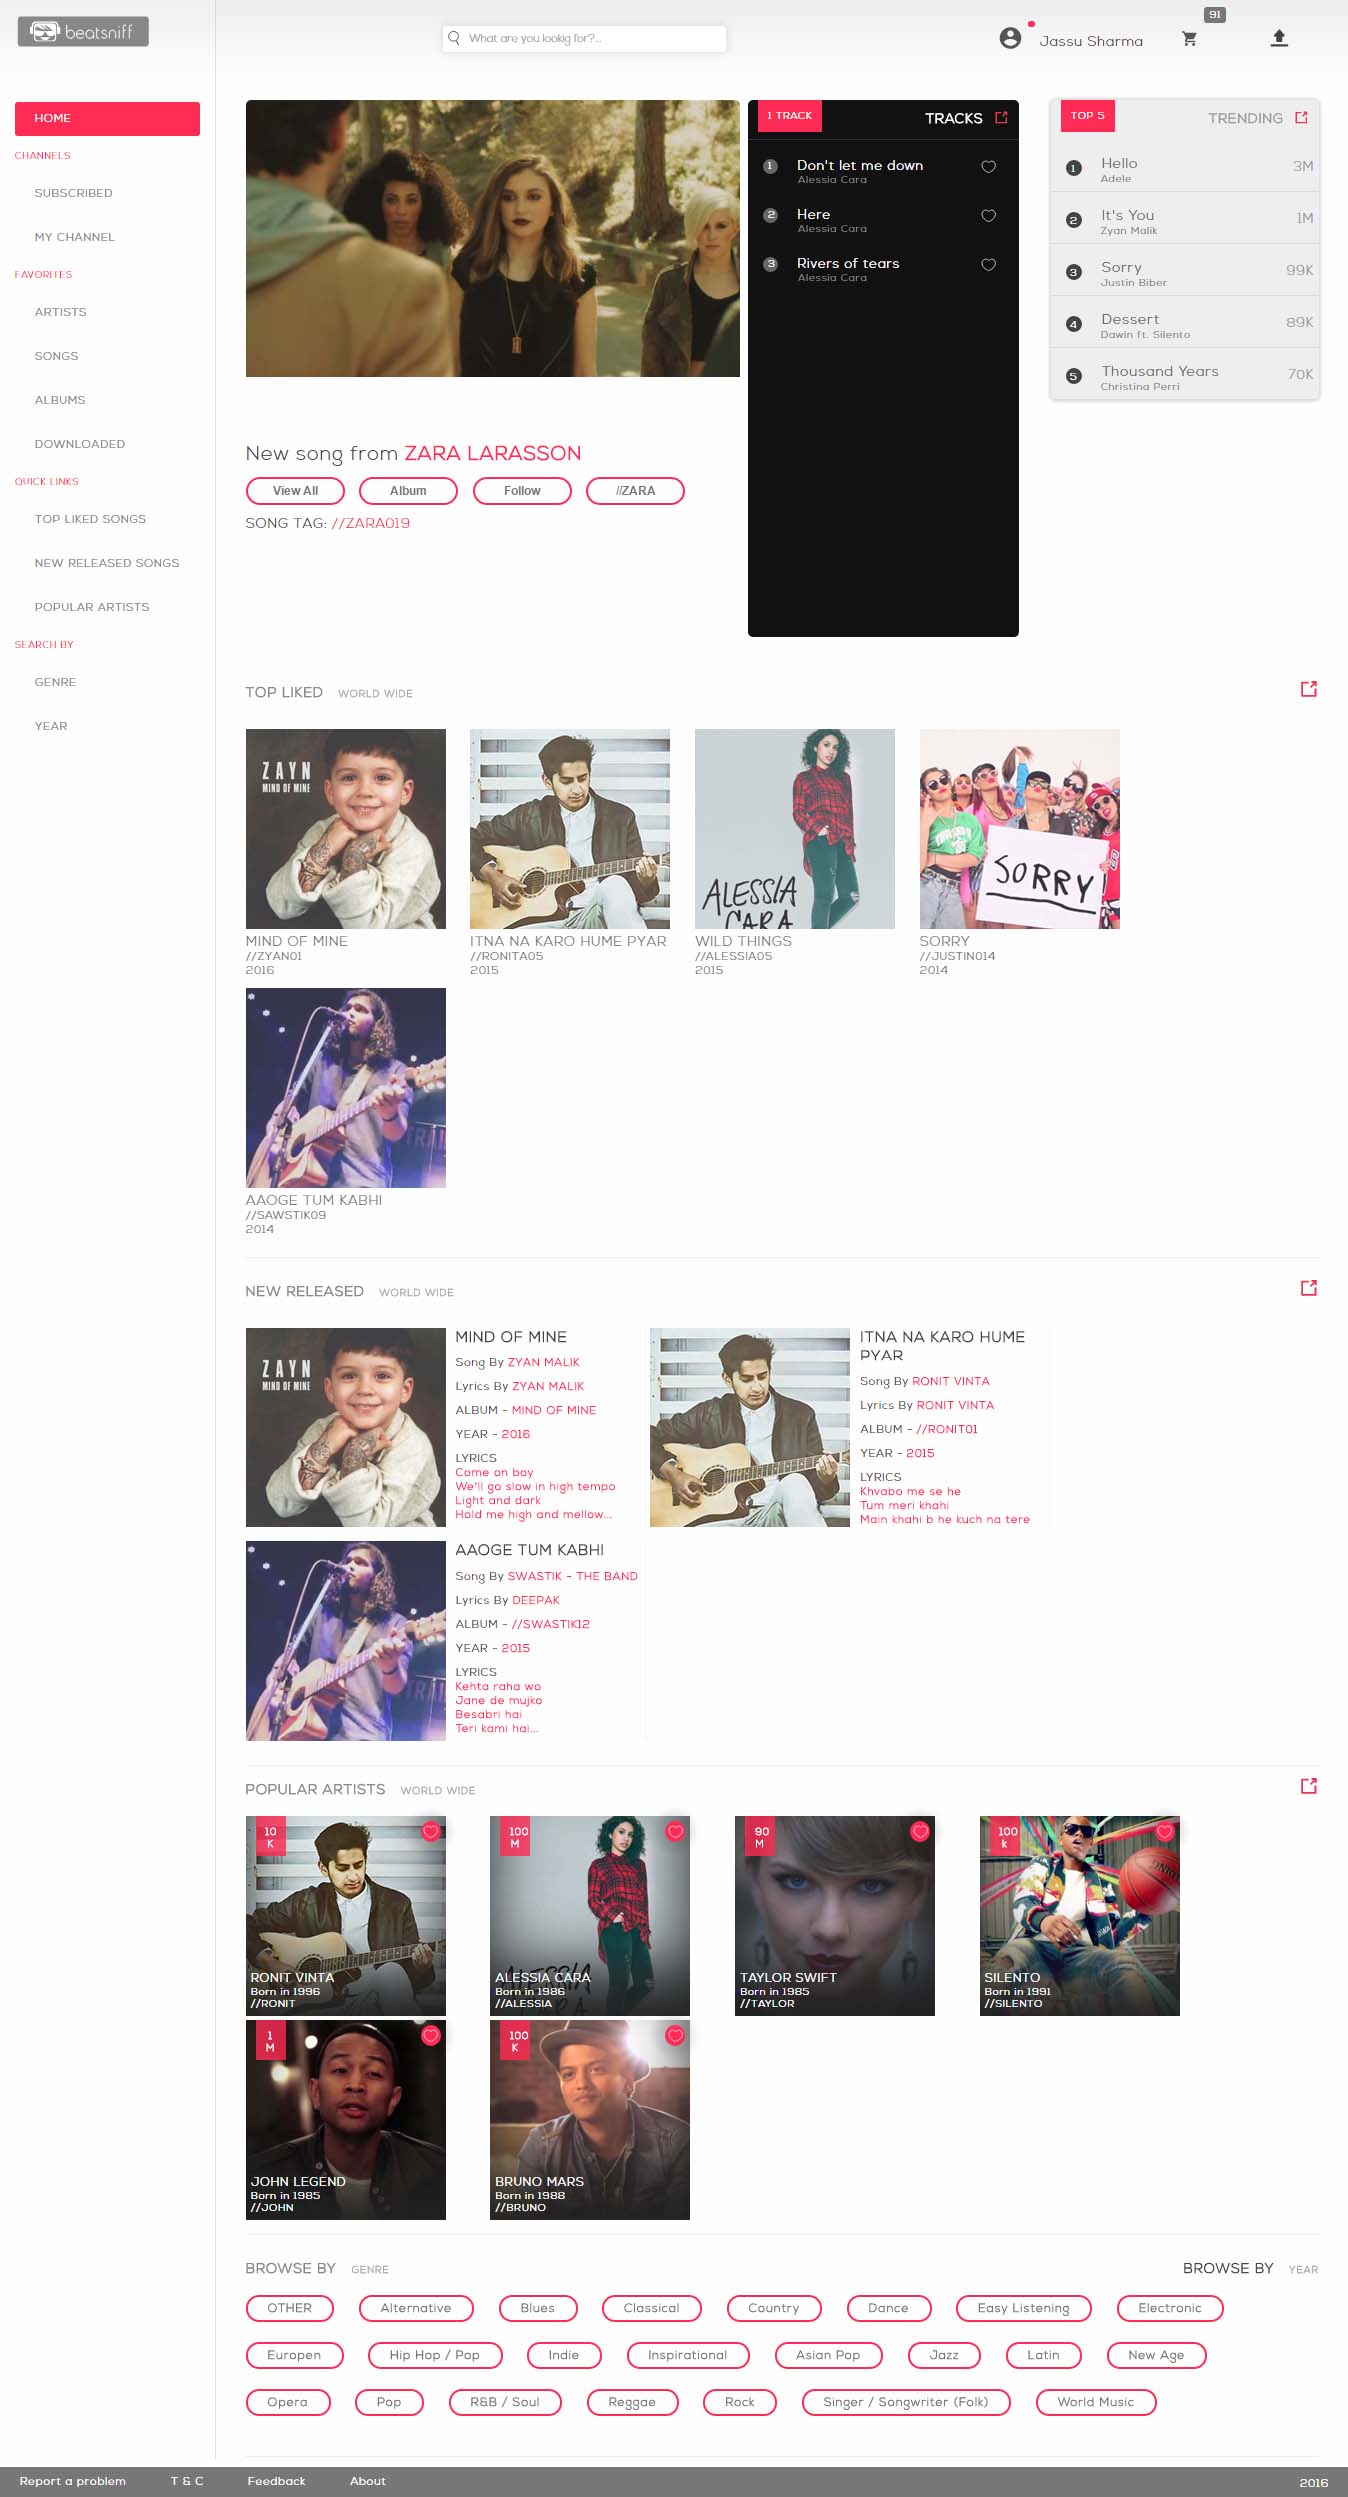 beatsniff
What are you lookig for?...
Jassu Sharma
91
HOME
CHANNELS
SUBSCRIBED
MY CHANNEL
FAVORITES
ARTISTS
SONGS
ALBUMS
DOWNLOADED
QUICK LINKS
TOP LIKED SONGS
NEW RELEASED SONGS
POPULAR ARTISTS
SEARCH BY
GENRE
YEAR
New song from ZARA LARASSON
View All
Album
Follow
//ZARA
SONG TAG: //ZARA019
1 TRACK
TRACKS
1 Don't let me down
Alessia Cara
2 Here
Alessia Cara
3 Rivers of tears
Alessia Cara
TOP 5
TRENDING
1 Hello 3M
Adele
2 It's You 1M
Zyan Malik
3 Sorry 99K
Justin Biber
4 Dessert 89K
Dawin ft. Silento
5 Thousand Years 70K
Christina Perri
TOP LIKED WORLD WIDE
ZAYN
MIND OF MINE
MIND OF MINE
//ZYAN01
2016
ITNA NA KARO HUME PYAR
//RONITA05
2015
ALESSIA
CARA
WILD THINGS
//ALESSIA05
2015
SORRY
SORRY
//JUSTIN014
2014
AAOGE TUM KABHI
//SAWSTIK09
2014
NEW RELEASED WORLD WIDE
ZAYN
MIND OF MINE
MIND OF MINE
Song By ZYAN MALIK
Lyrics By ZYAN MALIK
ALBUM - MIND OF MINE
YEAR - 2016
LYRICS
Come on boy
We'll go slow in high tempo
Light and dark
Hold me high and mellow...
ITNA NA KARO HUME
PYAR
Song By RONIT VINTA
Lyrics By RONIT VINTA
ALBUM - //RONIT01
YEAR - 2015
LYRICS
Khvabo me se he
Tum meri khahi
Main khahi b he kuch na tere
AAOGE TUM KABHI
Song By SWASTIK - THE BAND
Lyrics By DEEPAK
ALBUM - //SWASTIK12
YEAR - 2015
LYRICS
Kehta raha wo
Jane de mujko
Besabri hai
Teri kami hai...
POPULAR ARTISTS WORLD WIDE
10
K
RONIT VINTA
Born in 1996
//RONIT
100
M
ALESSIA CARA
Born in 1986
//ALESSIA
90
M
TAYLOR SWIFT
Born in 1985
//TAYLOR
100
k
SILENTO
Born in 1991
//SILENTO
1
M
JOHN LEGEND
Born in 1985
//JOHN
100
K
BRUNO MARS
Born in 1988
//BRUNO
BROWSE BY GENRE
BROWSE BY YEAR
OTHER
Alternative
Blues
Classical
Country
Dance
Easy Listening
Electronic
Europen
Hip Hop / Pop
Indie
Inspirational
Asian Pop
Jazz
Latin
New Age
Opera
Pop
R&B / Soul
Reggae
Rock
Singer / Songwriter (Folk)
World Music
Report a problem
T & C
Feedback
About
2016